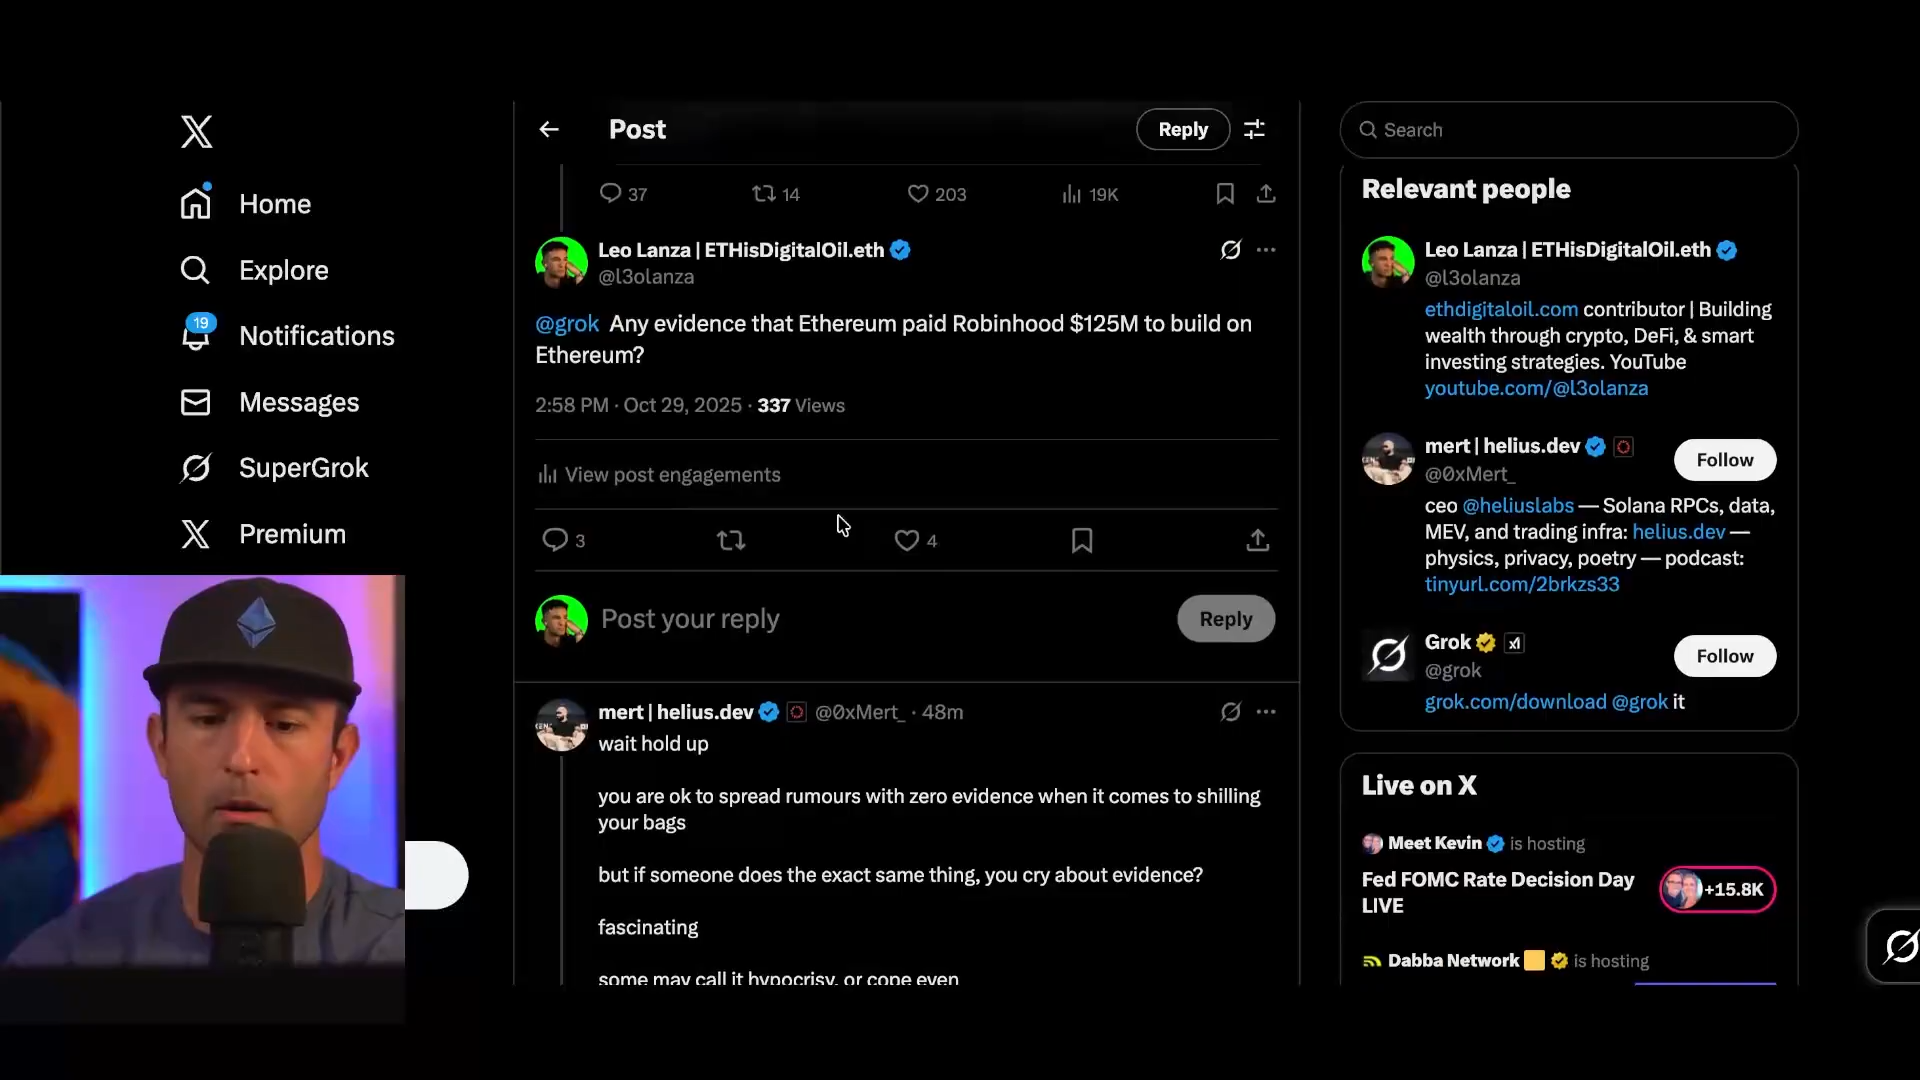 Home
Explore
19
Notifications
Messages
SuperGrok
Premium
Post
Reply
37
14
203
19K
Leo Lanza | ETHisDigitalOil.eth
@l3olanza
@grok Any evidence that Ethereum paid Robinhood $125M to build on
Ethereum?
2:58 PM · Oct 29, 2025 · 337 Views
View post engagements
3
4
Post your reply
Reply
mert | helius.dev @0xMert_ · 48m
wait hold up
you are ok to spread rumours with zero evidence when it comes to shilling
your bags
but if someone does the exact same thing, you cry about evidence?
fascinating
some may call it hypocrisy, or cope even
Search
Relevant people
Leo Lanza | ETHisDigitalOil.eth
@l3olanza
ethdigitaloil.com contributor | Building
wealth through crypto, DeFi, & smart
investing strategies. YouTube
youtube.com/@l3olanza
mert | helius.dev
@0xMert_
Follow
ceo @heliuslabs — Solana RPCs, data,
MEV, and trading infra: helius.dev —
physics, privacy, poetry — podcast:
tinyurl.com/2brkzs33
Grok
@grok
Follow
grok.com/download @grok it
Live on X
Meet Kevin is hosting
Fed FOMC Rate Decision Day
LIVE
+15.8K
Dabba Network is hosting